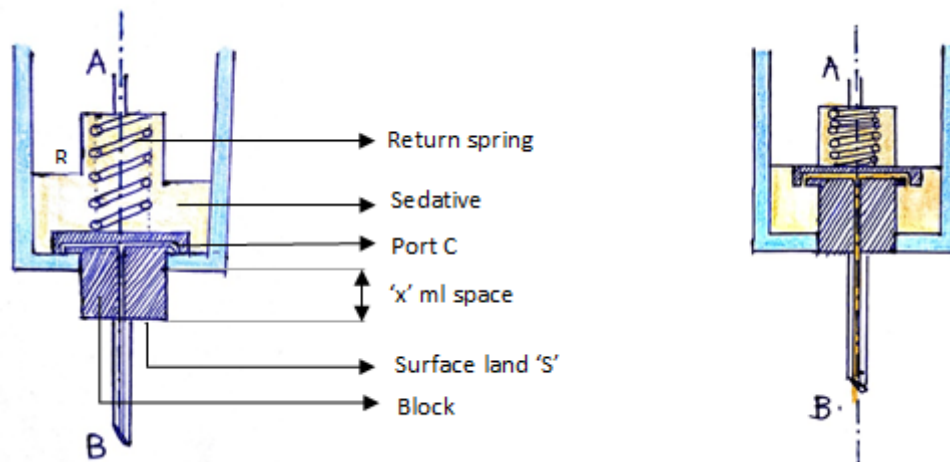 A
R
Return spring
Sedative
Port C
‘x’ ml space
Surface land ‘S’
Block
B
A
B